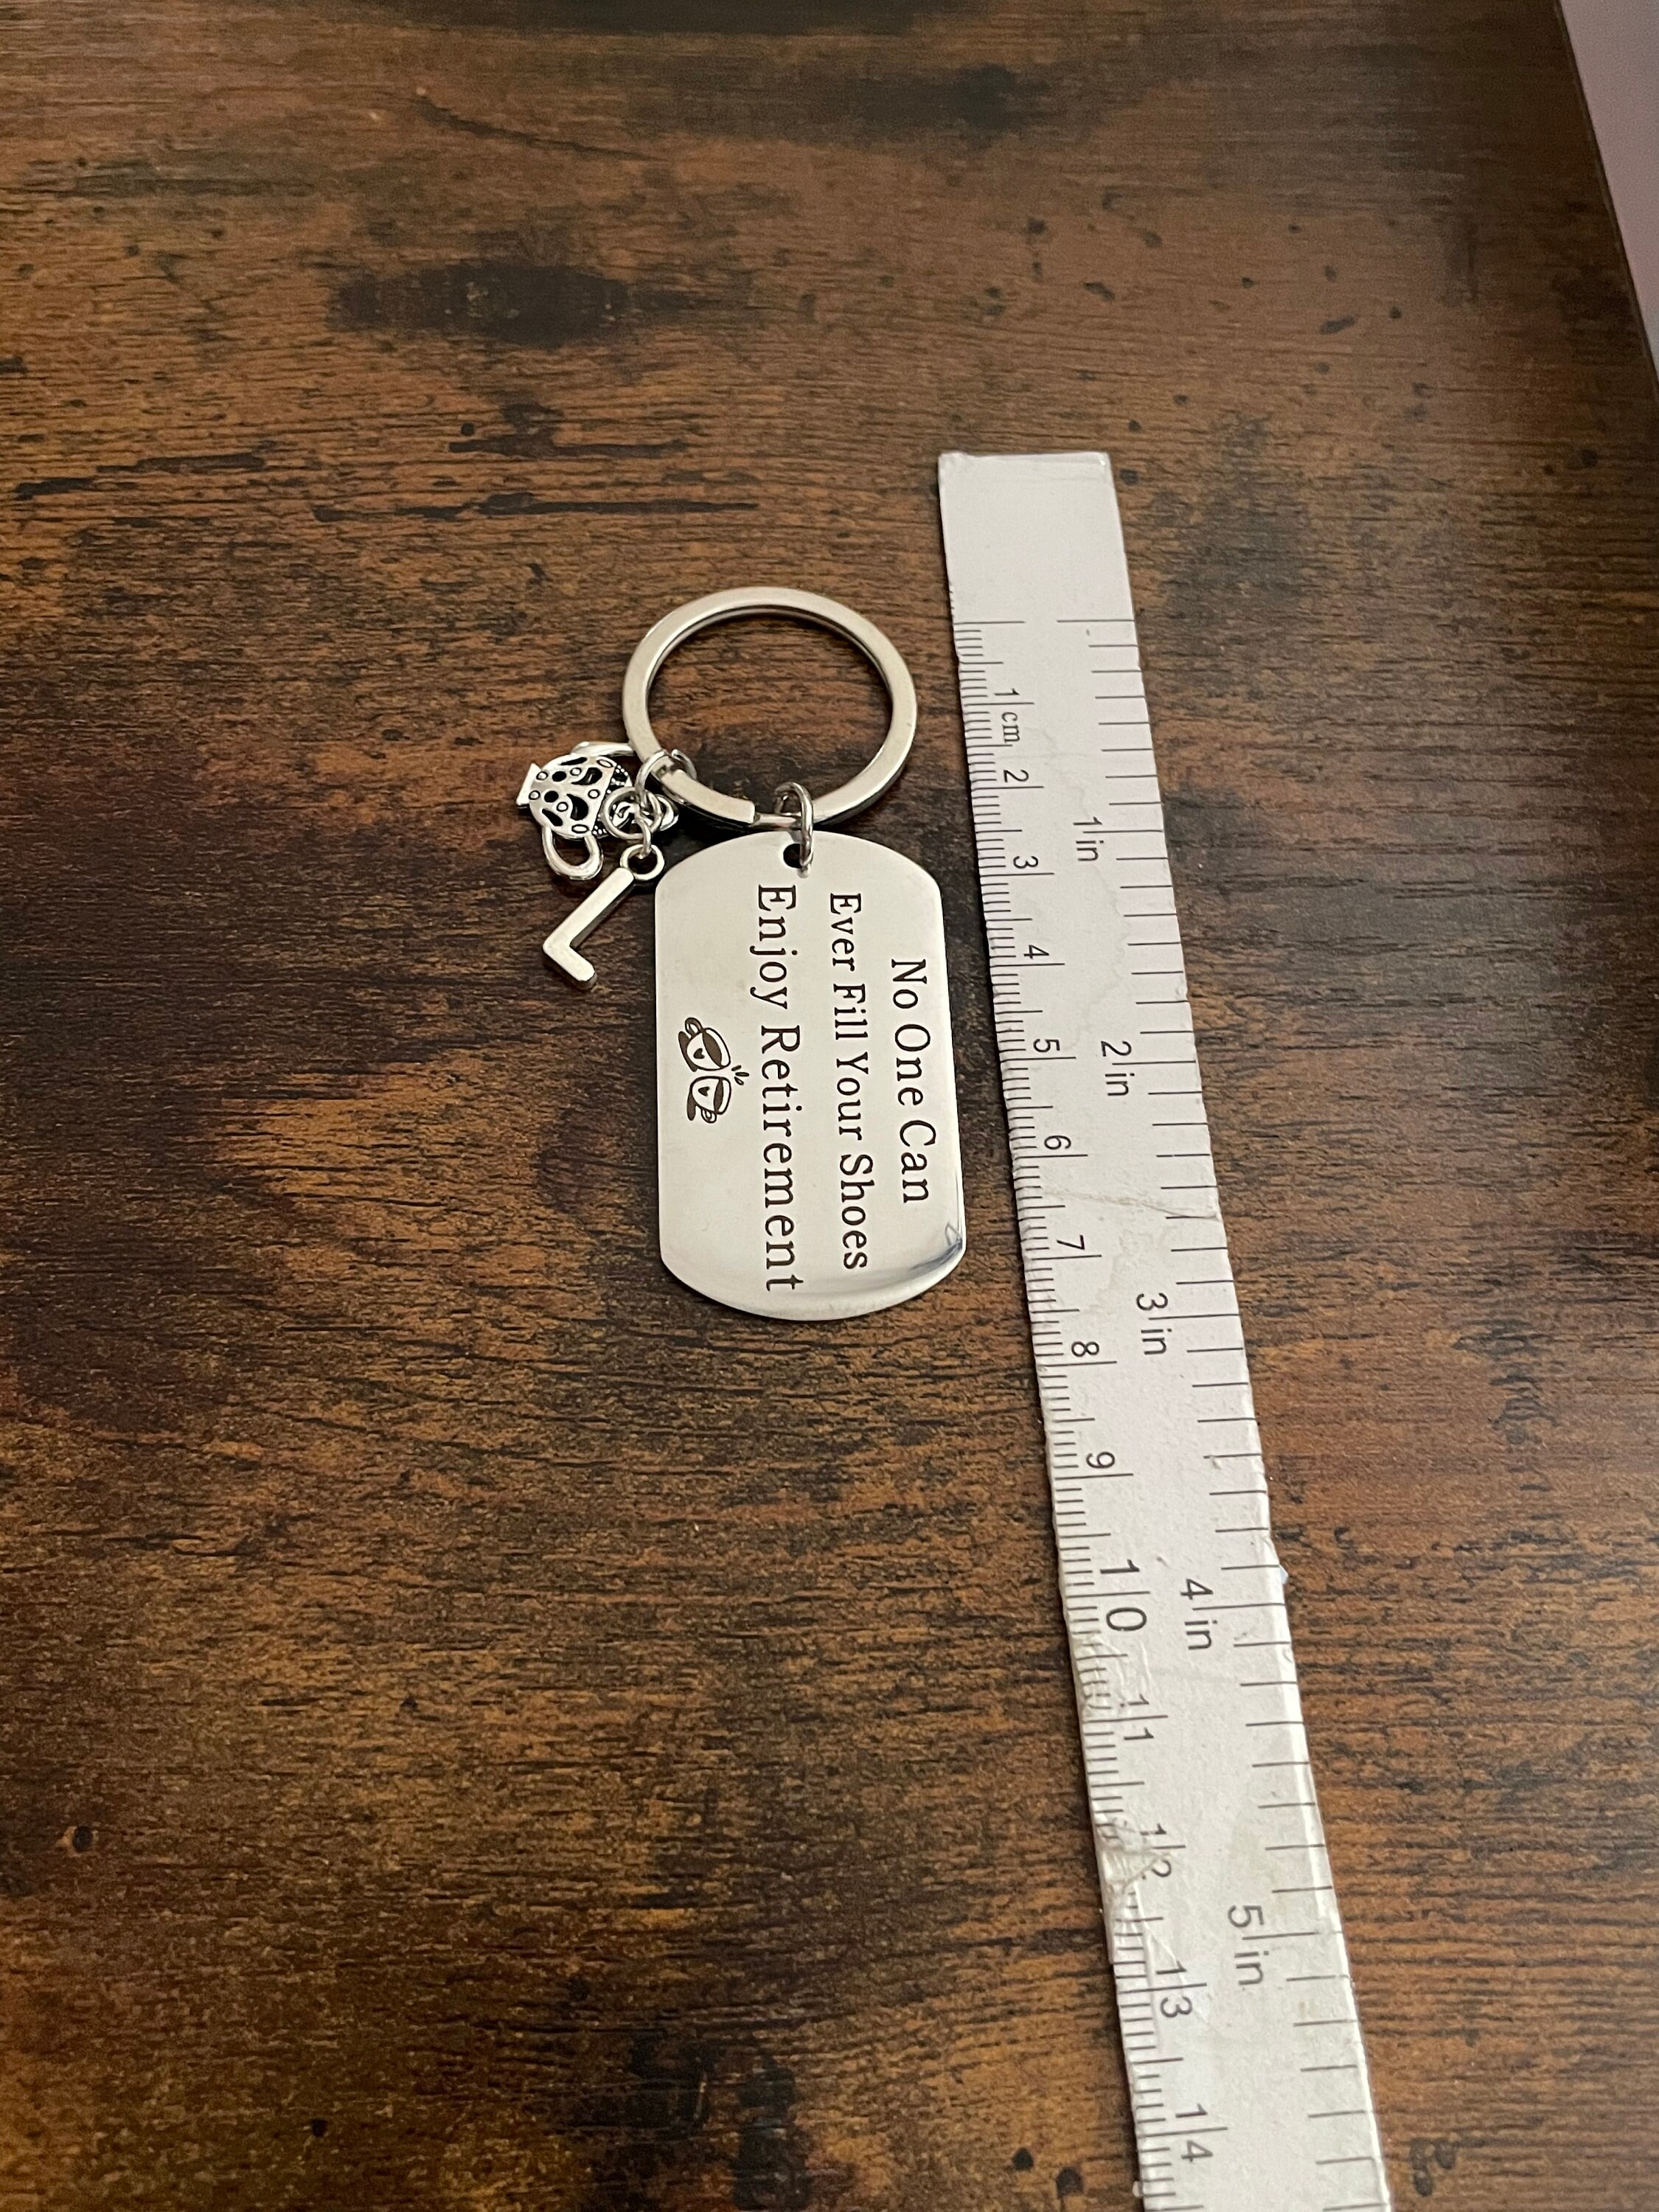 No One Can
Ever Fill Your Shoes
Enjoy Retirement
L
1 cm 2 3 4 5 6 7 8 9 10 11 12 13 14
1 in 2 in 3 in 4 in 5 in